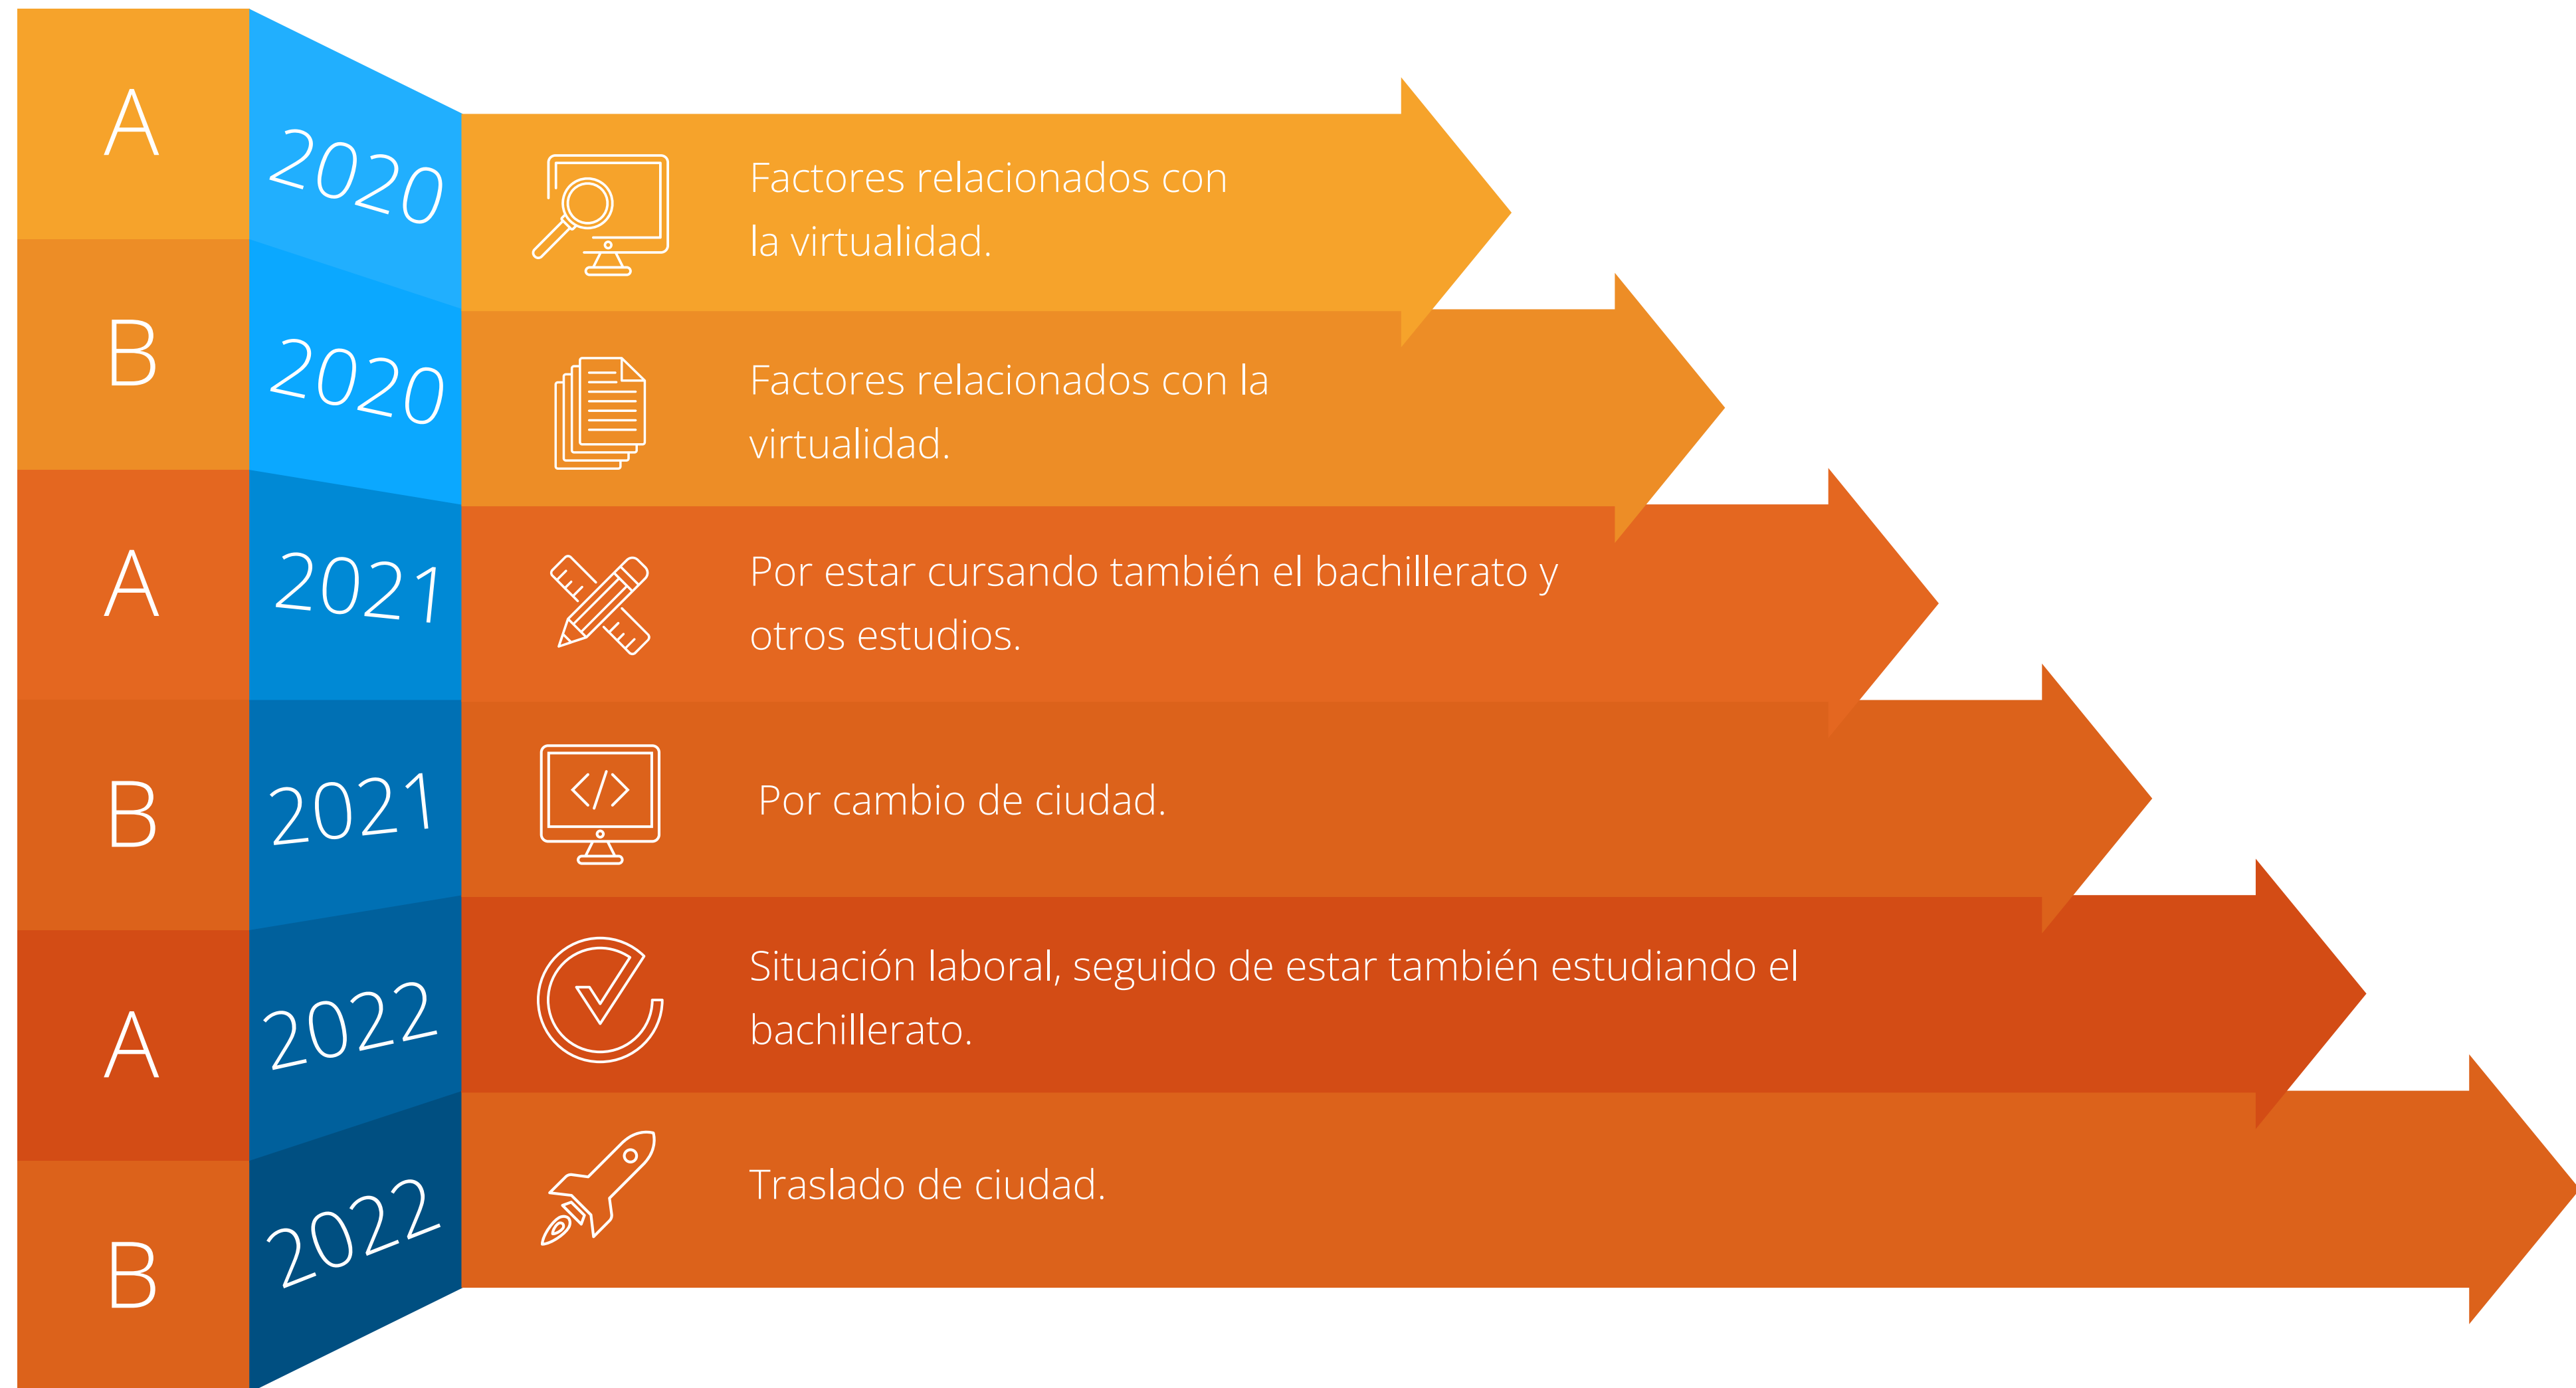 A
2020
Factores relacionados con
la virtualidad.
B
2020
Factores relacionados con la
virtualidad.
A
2021
Por estar cursando también el bachillerato y
otros estudios.
B
2021
Por cambio de ciudad.
A
2022
Situación laboral, seguido de estar también estudiando el
bachillerato.
B
2022
Traslado de ciudad.